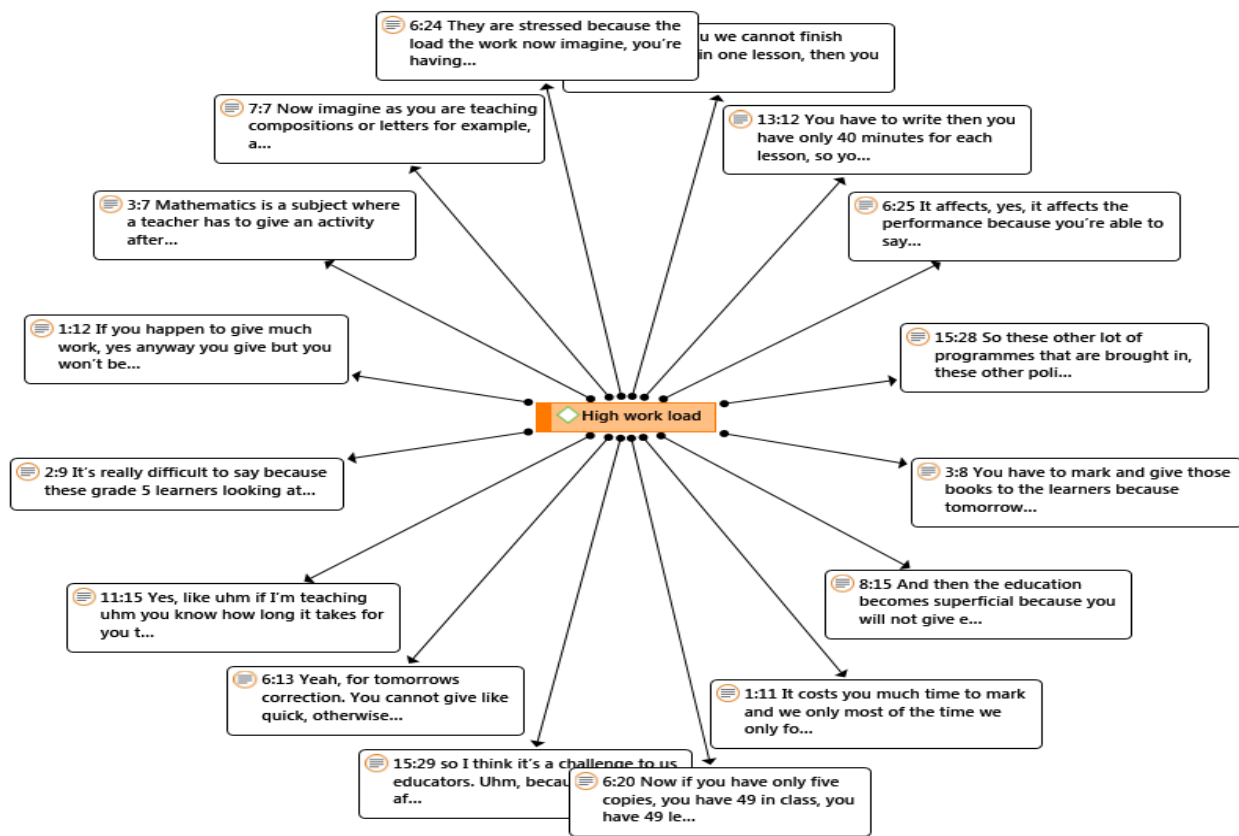 6:24 They are stressed because the
load the work now imagine, you're
having...
u we cannot finish
in one lesson, then you
7:7 Now imagine as you are teaching
compositions or letters for example,
a...
13:12 You have to write then you
have only 40 minutes for each
lesson, so yo...
3:7 Mathematics is a subject where
a teacher has to give an activity
after...
6:25 It affects, yes, it affects the
performance because you're able to
say...
1:12 If you happen to give much
work, yes anyway you give but you
won't be...
15:28 So these other lot of
programmes that are brought in,
these other poli...
High work load
2:9 It's really difficult to say because
these grade 5 learners looking at...
3:8 You have to mark and give those
books to the learners because
tomorrow...
11:15 Yes, like uhm if I'm teaching
uhm you know how long it takes for
you t...
8:15 And then the education
becomes superficial because you
will not give e...
6:13 Yeah, for tomorrows
correction. You cannot give like
quick, otherwise...
1:11 It costs you much time to mark
and we only most of the time we
only fo...
15:29 so I think it's a challenge to us
educators. Uhm, becau
af...
6:20 Now if you have only five
copies, you have 49 in class, you
have 49 le...